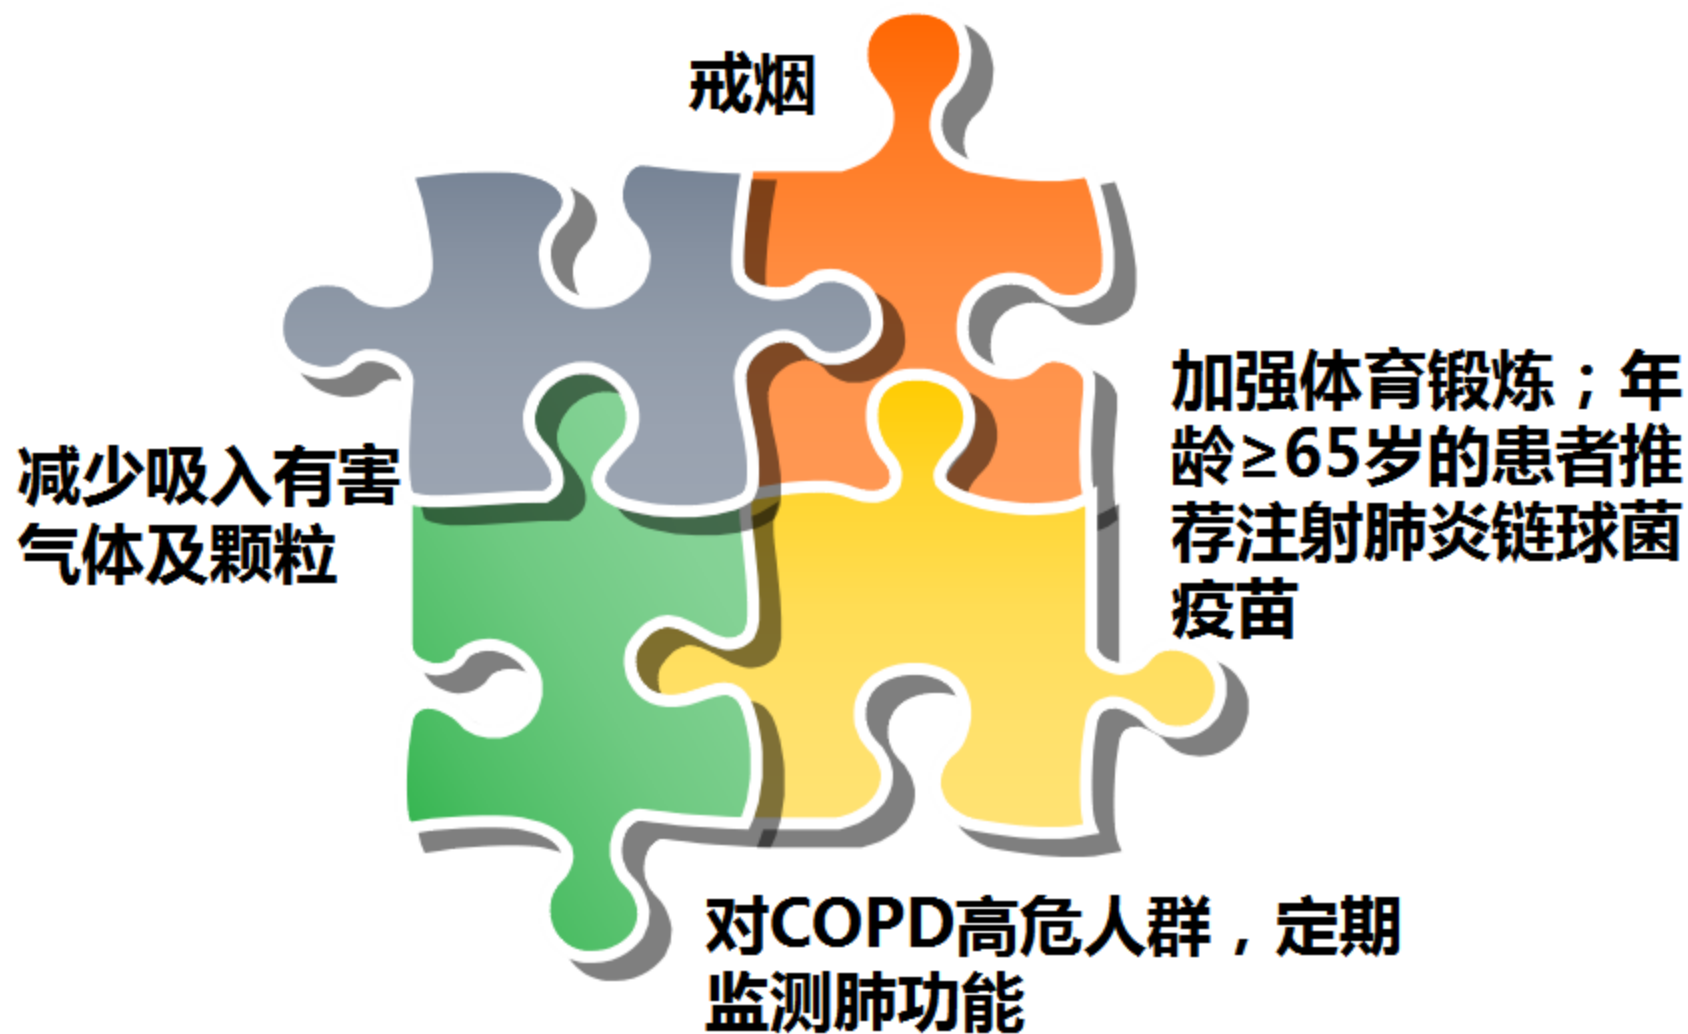 戒烟
减少吸入有害
气体及颗粒
加强体育锻炼；年
龄≥65岁的患者推
荐注射肺炎链球菌
疫苗
对COPD高危人群，定期
监测肺功能